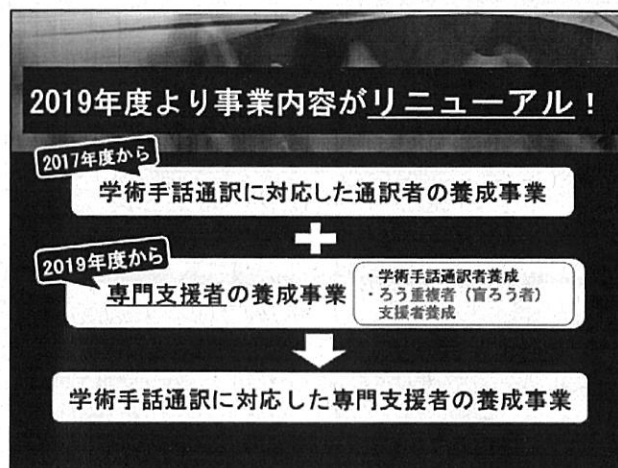 2019年度より事業内容がリニューアル！
2017年度から
学術手話通訳に対応した通訳者の養成事業
＋
2019年度から
専門支援者の養成事業
・学術手話通訳者養成
・ろう重複者（盲ろう者）
支援者養成
学術手話通訳に対応した専門支援者の養成事業